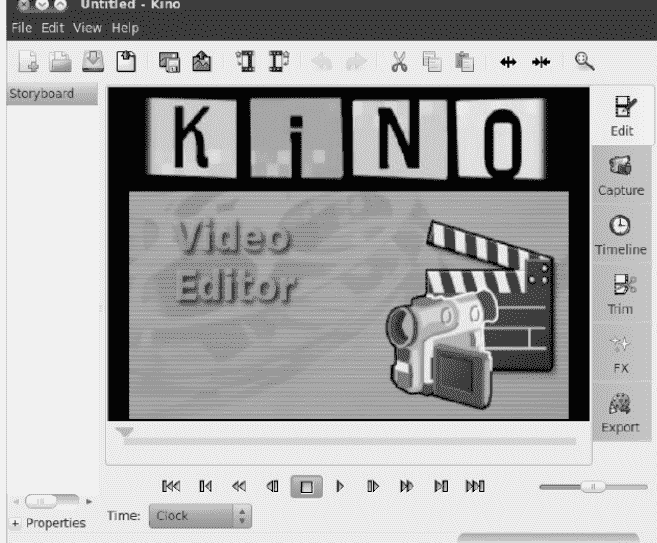 Untitled - Kino
File Edit View Help
Storyboard
KiNO
Video
Editor
Edit
Capture
Timeline
Trim
FX
Export
+ Properties
Time: Clock